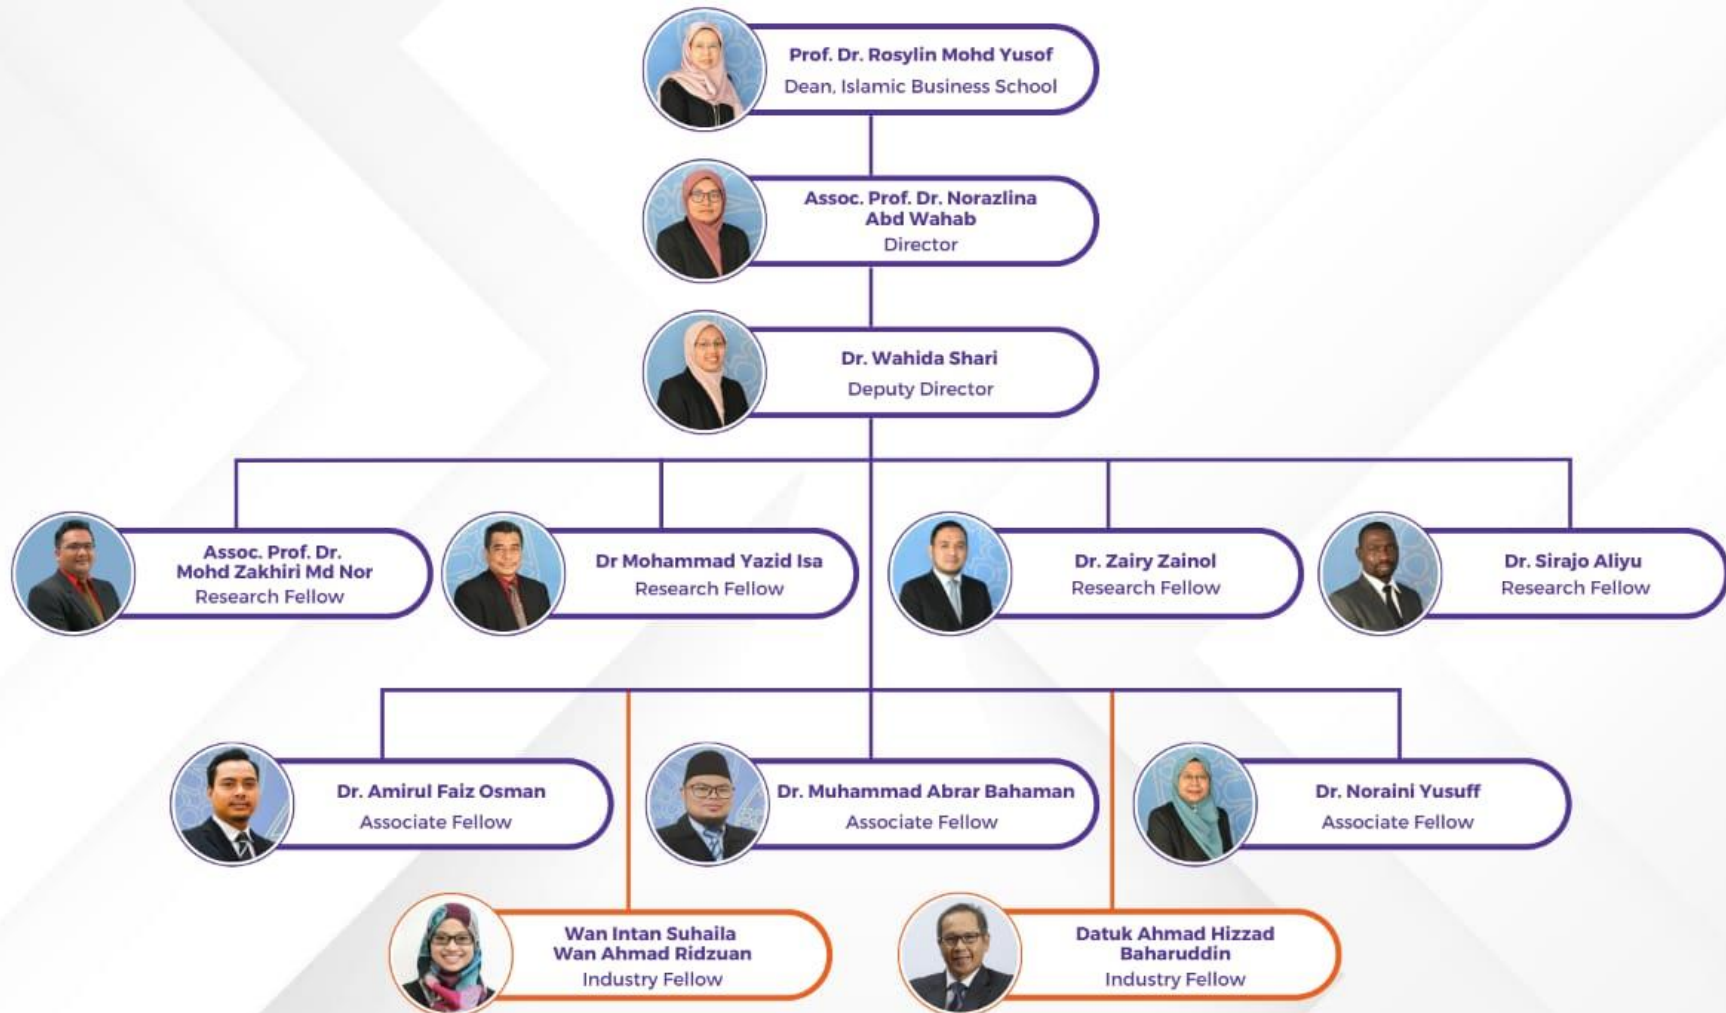 Prof. Dr. Rosylin Mohd Yusof
Dean, Islamic Business School
Assoc. Prof. Dr. Norazlina
Abd Wahab
Director
Dr. Wahida Shari
Deputy Director
Assoc. Prof. Dr.
Mohd Zakhiri Md Nor
Research Fellow
Dr Mohammad Yazid Isa
Research Fellow
Dr. Zairy Zainol
Research Fellow
Dr. Sirajo Aliyu
Research Fellow
Dr. Amirul Faiz Osman
Associate Fellow
Dr. Muhammad Abrar Bahaman
Associate Fellow
Dr. Noraini Yusuff
Associate Fellow
Wan Intan Suhaila
Wan Ahmad Ridzuan
Industry Fellow
Datuk Ahmad Hizzad
Baharuddin
Industry Fellow